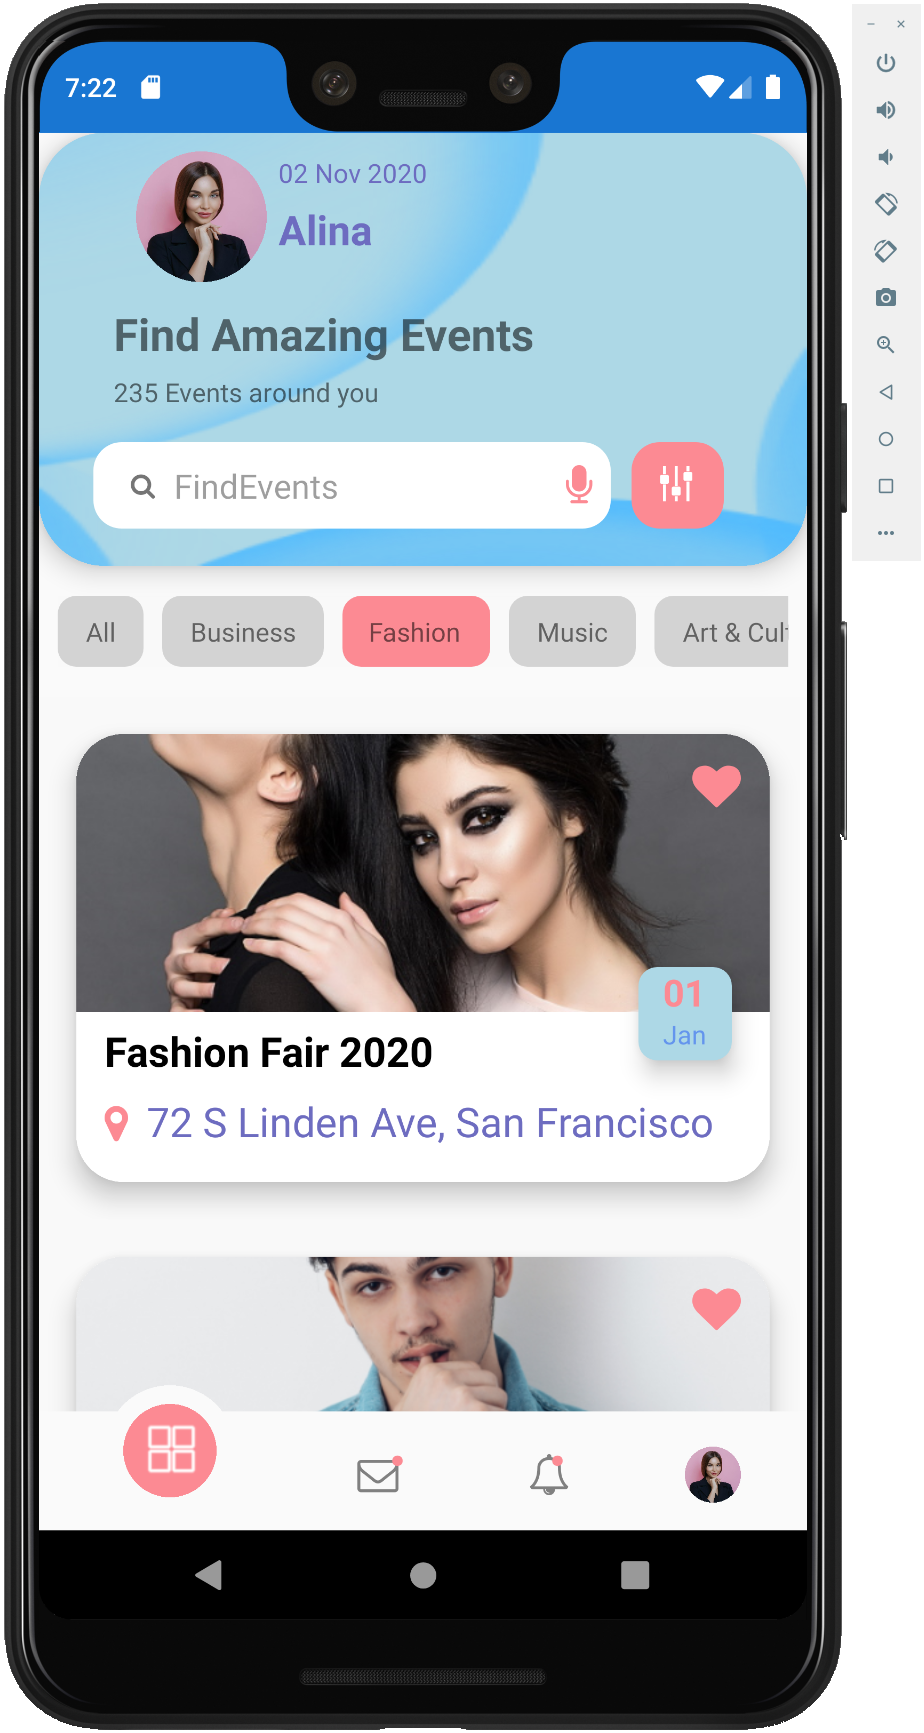 7:22
02 Nov 2020
Alina
Find Amazing Events
235 Events around you
FindEvents
All
Business
Fashion
Music
Art & Cul
01
Jan
Fashion Fair 2020
72 S Linden Ave, San Francisco